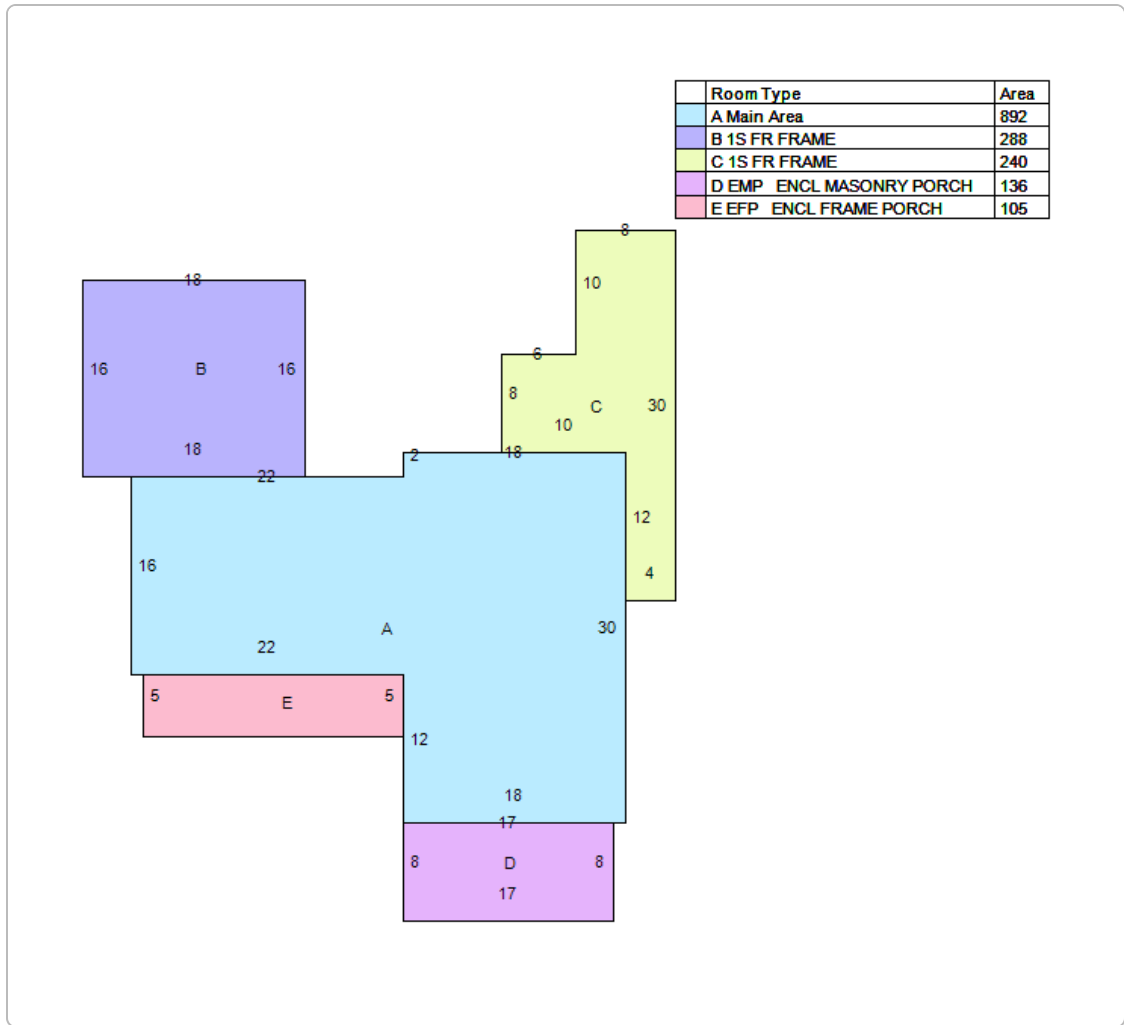 Room Type Area
A Main Area 892
B 1S FR FRAME 288
C 1S FR FRAME 240
D EMP ENCL MASONRY PORCH 136
E EFP ENCL FRAME PORCH 105
8
18
10
6
16 B 16
8
C 30
10
18
2 18
22
12
16
4
A 30
22
5 E 5
12
18
17
8 D 8
17